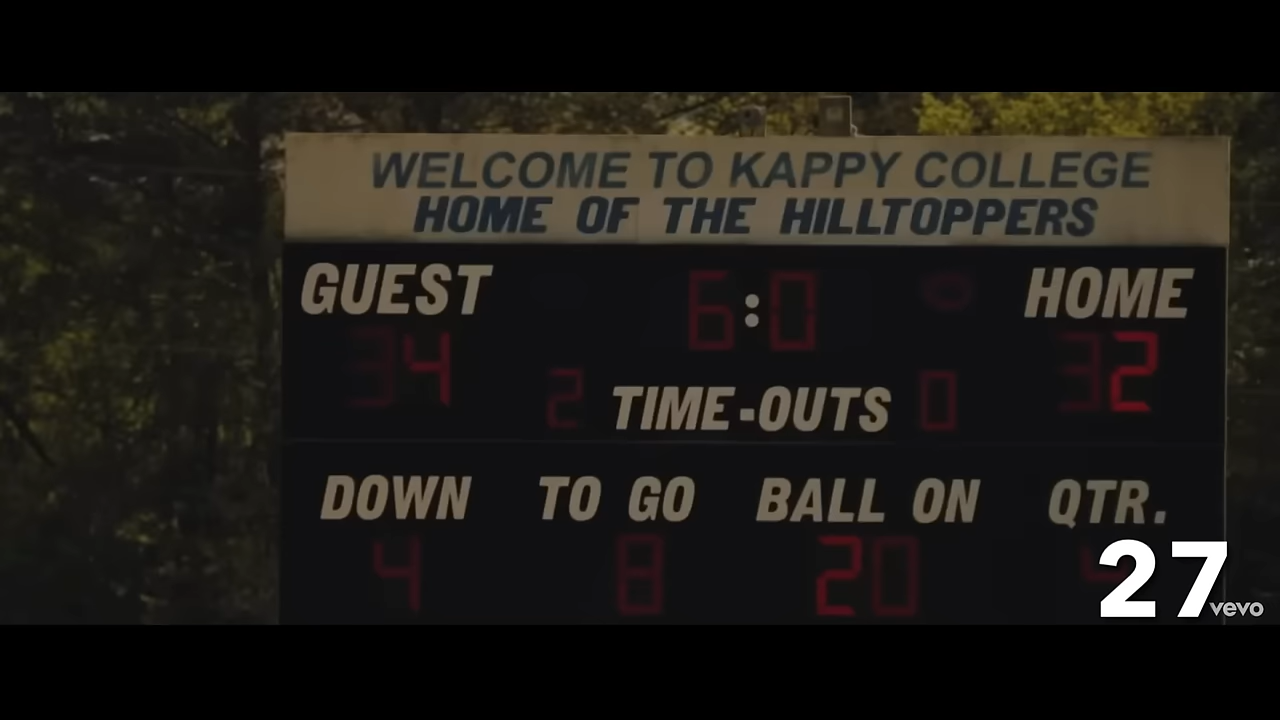 WELCOME TO KAPPY COLLEGE
HOME OF THE HILLTOPPERS
GUEST 6:0 HOME
34 32
2 TIME-OUTS 0
DOWN TO GO BALL ON QTR.
4 8 20 4
27
vevo